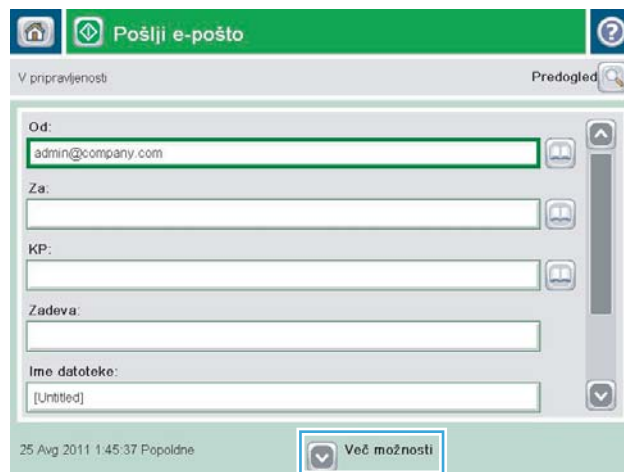 Pošlji e-pošto
V pripravljenosti
Predogled
Od:
admin@company.com
Za:
KP:
Zadeva:
Ime datoteke:
[Untitled]
25 Avg 2011 1:45:37 Popoldne
Več možnosti